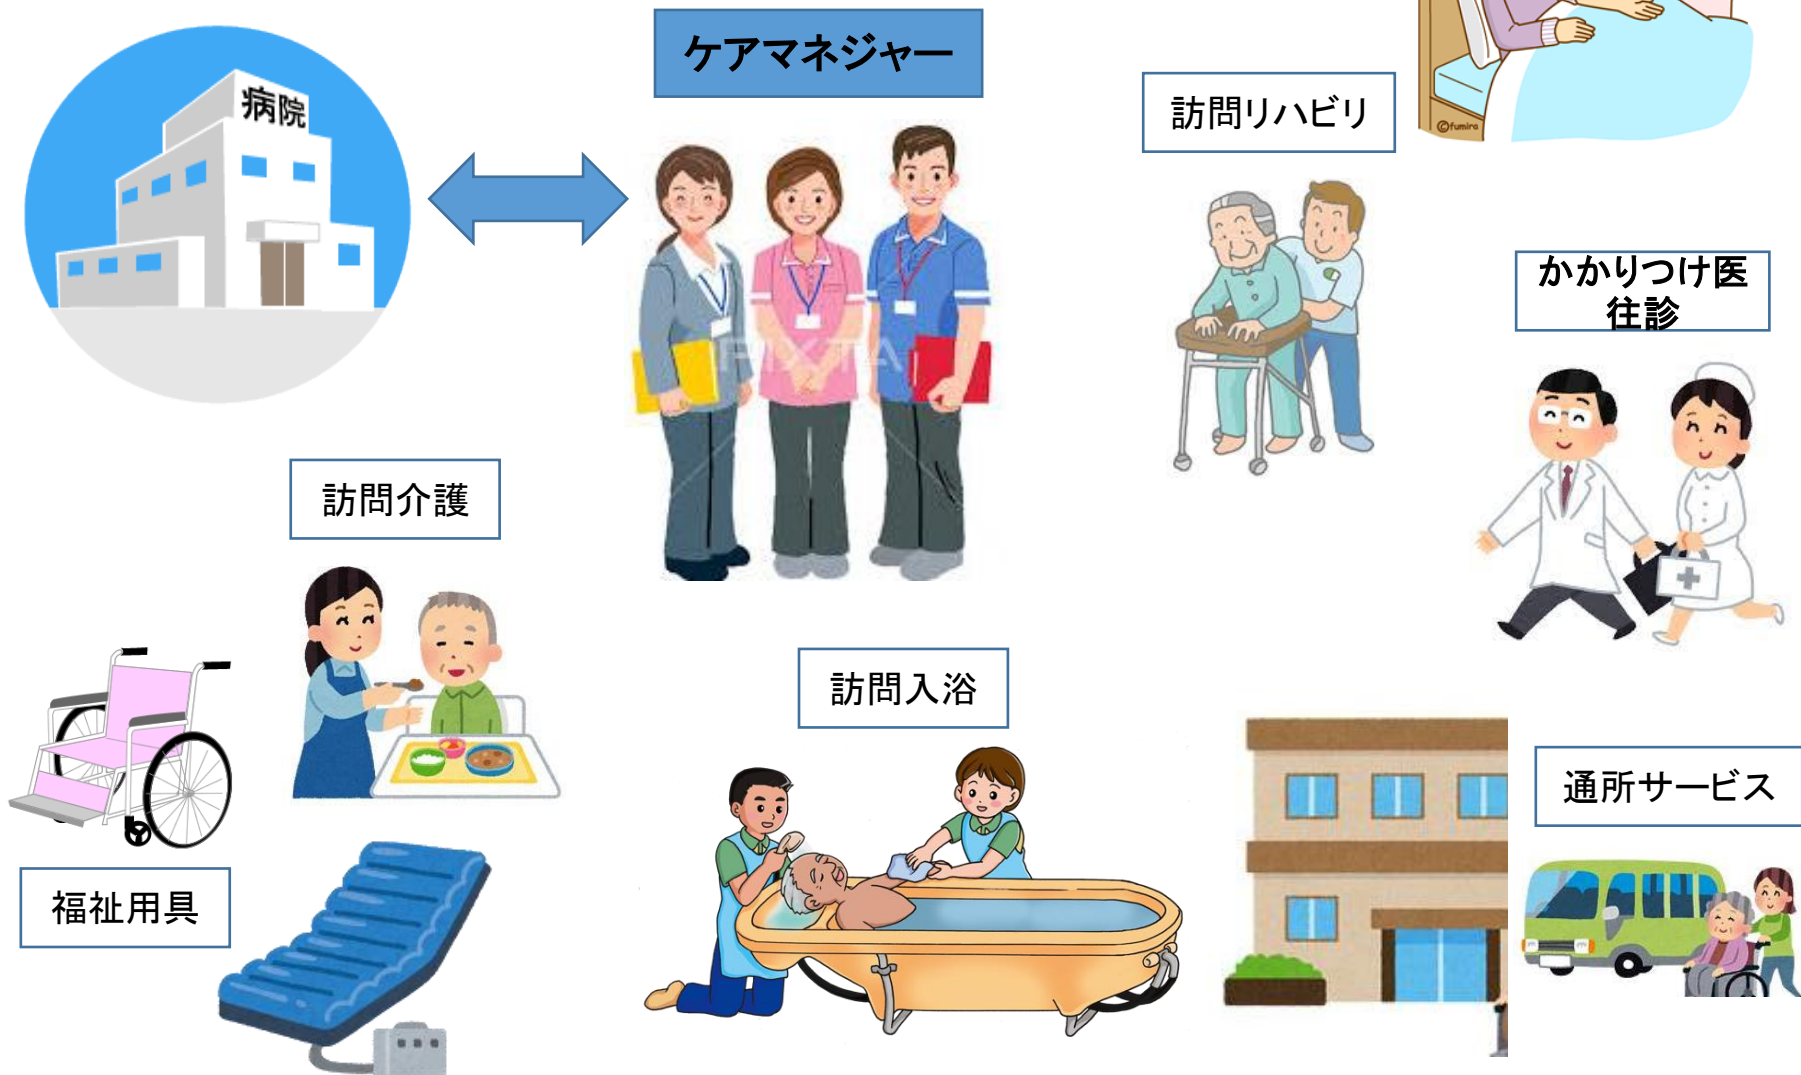 病院
ケアマネジャー
訪問リハビリ
©fumira
かかりつけ医
往診
PIXTA
訪問介護
訪問入浴
通所サービス
福祉用具